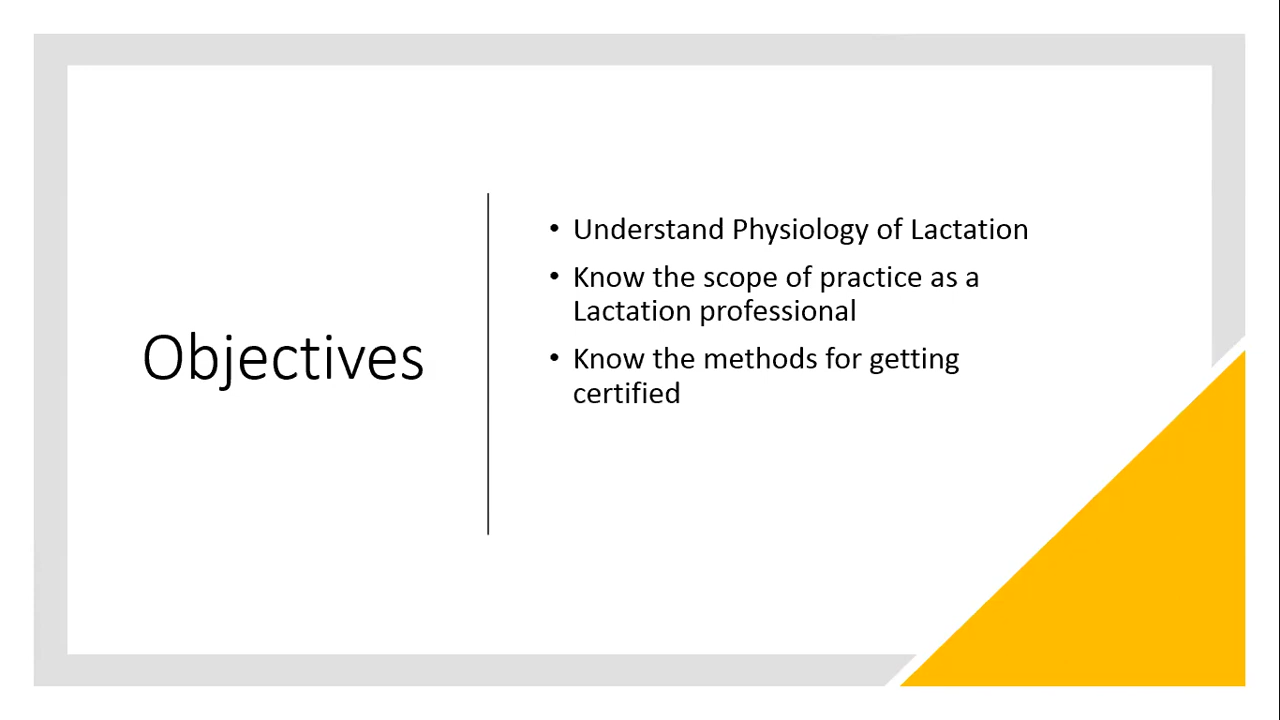 Objectives
• Understand Physiology of Lactation
• Know the scope of practice as a
Lactation professional
• Know the methods for getting
certified